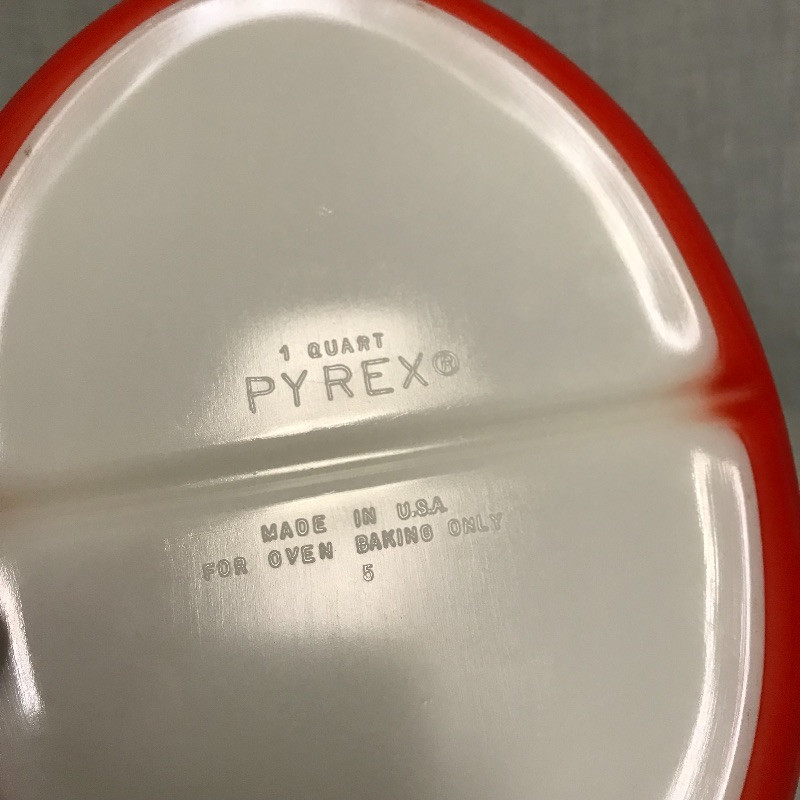 1 QUART
PYREX®
MADE IN U.S.A.
FOR OVEN BAKING ONLY
5